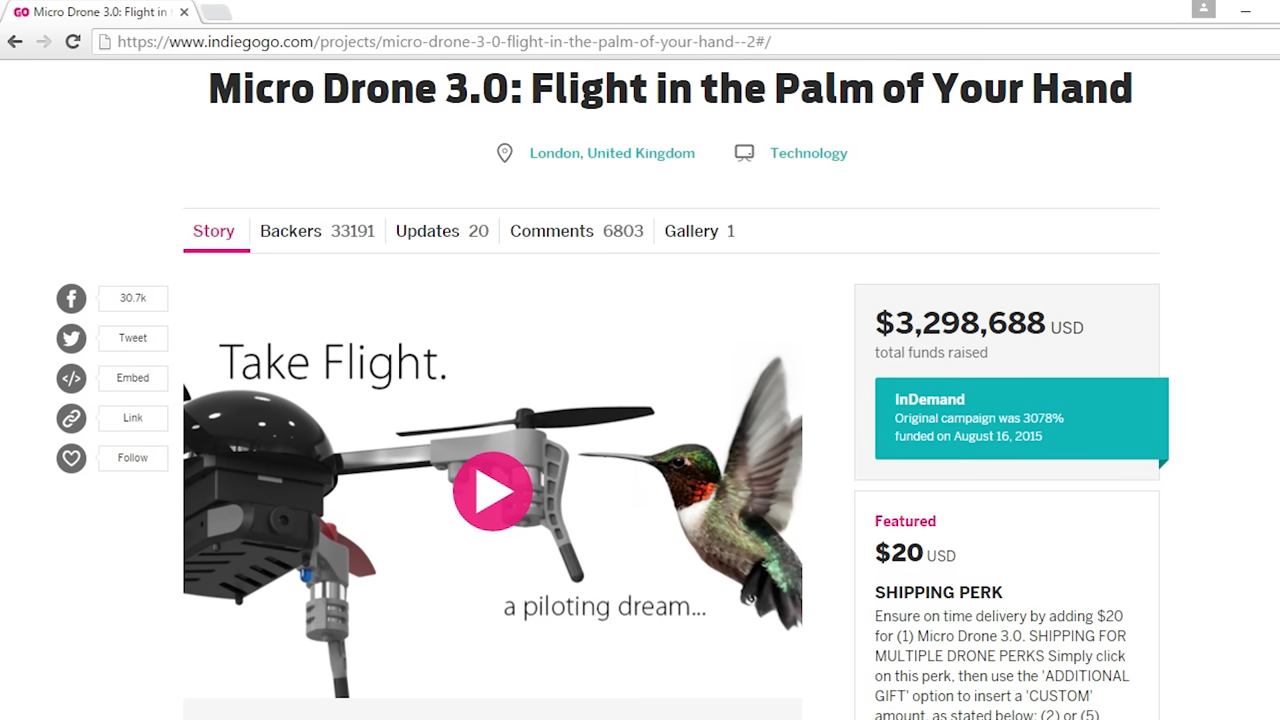 GO Micro Drone 3.0: Flight in
https://www.indiegogo.com/projects/micro-drone-3-0-flight-in-the-palm-of-your-hand--2#/
Micro Drone 3.0: Flight in the Palm of Your Hand
London, United Kingdom
Technology
Story
Backers 33191
Updates 20
Comments 6803
Gallery 1
30.7k
Tweet
Embed
Link
Follow
Take Flight.
a piloting dream...
$3,298,688 USD
total funds raised
InDemand
Original campaign was 3078%
funded on August 16, 2015
Featured
$20 USD
SHIPPING PERK
Ensure on time delivery by adding $20
for (1) Micro Drone 3.0. SHIPPING FOR
MULTIPLE DRONE PERKS Simply click
on this perk, then use the 'ADDITIONAL
GIFT' option to insert a 'CUSTOM'
amount, as stated below: (2) or (5)